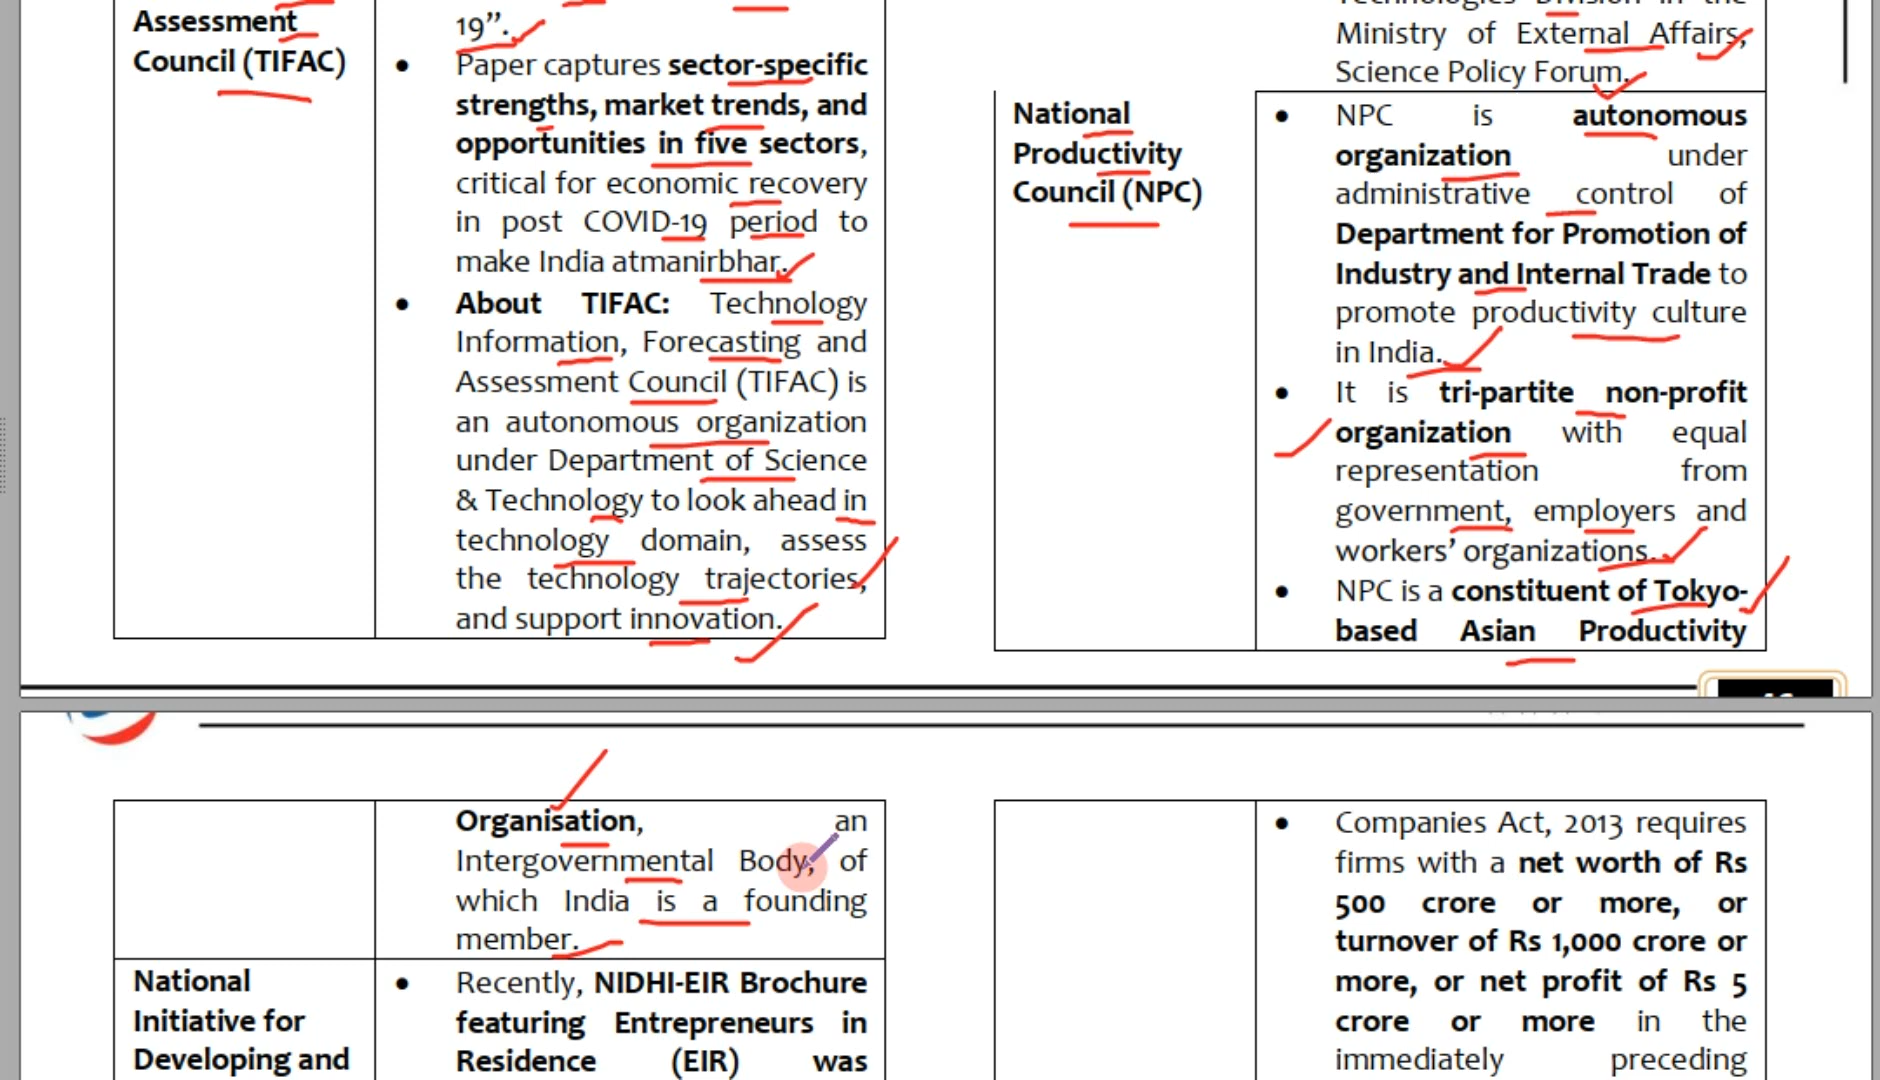 Assessment
Council (TIFAC)
19”.
• Paper captures sector-specific
strengths, market trends, and
opportunities in five sectors,
critical for economic recovery
in post COVID-19 period to
make India atmanirbhar.
• About TIFAC: Technology
Information, Forecasting and
Assessment Council (TIFAC) is
an autonomous organization
under Department of Science
& Technology to look ahead in
technology domain, assess
the technology trajectories,
and support innovation.
Technologies Division in the
Ministry of External Affairs,
Science Policy Forum.
National
Productivity
Council (NPC)
• NPC is autonomous
organization under
administrative control of
Department for Promotion of
Industry and Internal Trade to
promote productivity culture
in India.
• It is tri-partite non-profit
organization with equal
representation from
government, employers and
workers’ organizations.
• NPC is a constituent of Tokyo-
based Asian Productivity
Organisation, an
Intergovernmental Body, of
which India is a founding
member.
National
Initiative for
Developing and
• Recently, NIDHI-EIR Brochure
featuring Entrepreneurs in
Residence (EIR) was
• Companies Act, 2013 requires
firms with a net worth of Rs
500 crore or more, or
turnover of Rs 1,000 crore or
more, or net profit of Rs 5
crore or more in the
immediately preceding